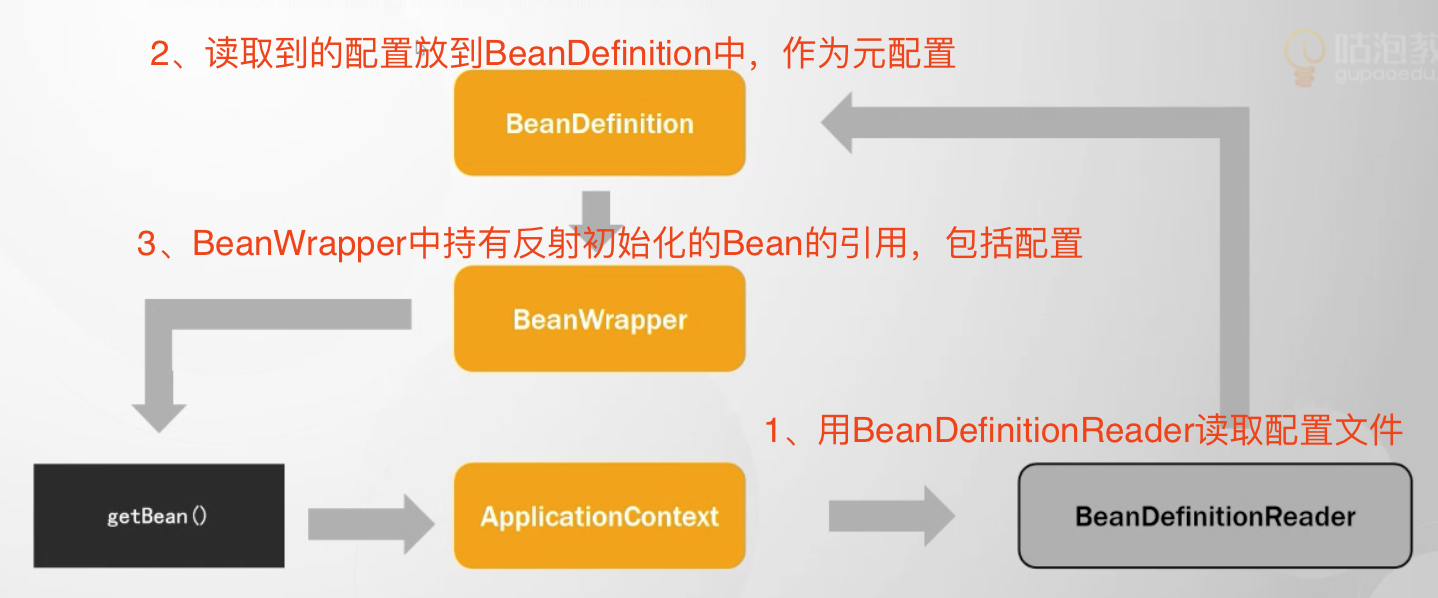 2、读取到的配置放到BeanDefinition中，作为元配置
咕泡教
gupaoedu.
BeanDefinition
3、BeanWrapper中持有反射初始化的Bean的引用，包括配置
BeanWrapper
1、用BeanDefinitionReader读取配置文件
getBean()
ApplicationContext
BeanDefinitionReader